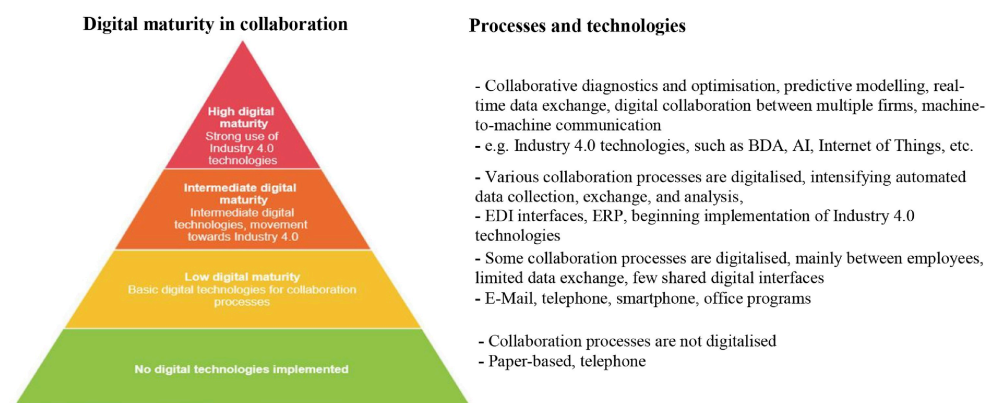 Digital maturity in collaboration
High digital
maturity
Strong use of
Industry 4.0
technologies
Intermediate digital
maturity
Intermediate digital
technologies, movement
towards Industry 4.0
Low digital maturity
Basic digital technologies for collaboration
processes
No digital technologies implemented
Processes and technologies
- Collaborative diagnostics and optimisation, predictive modelling, real-
time data exchange, digital collaboration between multiple firms, machine-
to-machine communication
- e.g. Industry 4.0 technologies, such as BDA, AI, Internet of Things, etc.
- Various collaboration processes are digitalised, intensifying automated
data collection, exchange, and analysis,
- EDI interfaces, ERP, beginning implementation of Industry 4.0
technologies
- Some collaboration processes are digitalised, mainly between employees,
limited data exchange, few shared digital interfaces
- E-Mail, telephone, smartphone, office programs
- Collaboration processes are not digitalised
- Paper-based, telephone